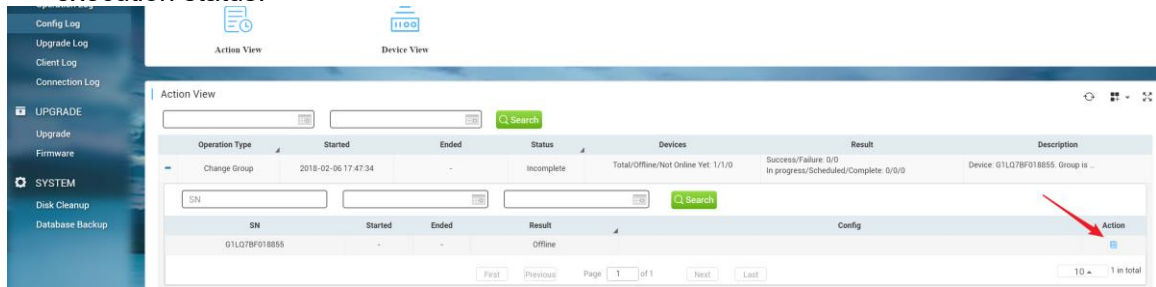 execution status.
Operation Log
Config Log
Upgrade Log
Client Log
Connection Log
UPGRADE
Upgrade
Firmware
SYSTEM
Disk Cleanup
Database Backup
Action View
Device View
Action View
Search
Operation Type Started Ended Status Devices Result Description
Change Group 2018-02-06 17:47:34 - Incomplete Total/Offline/Not Online Yet: 1/1/0 Success/Failure: 0/0 Device: G1LQ7BF018855. Group is ...
In progress/Scheduled/Complete: 0/0/0
SN Search
SN Started Ended Result Config Action
G1LQ7BF018855 - - Offline
First Previous Page 1 of 1 Next Last 10 1 in total